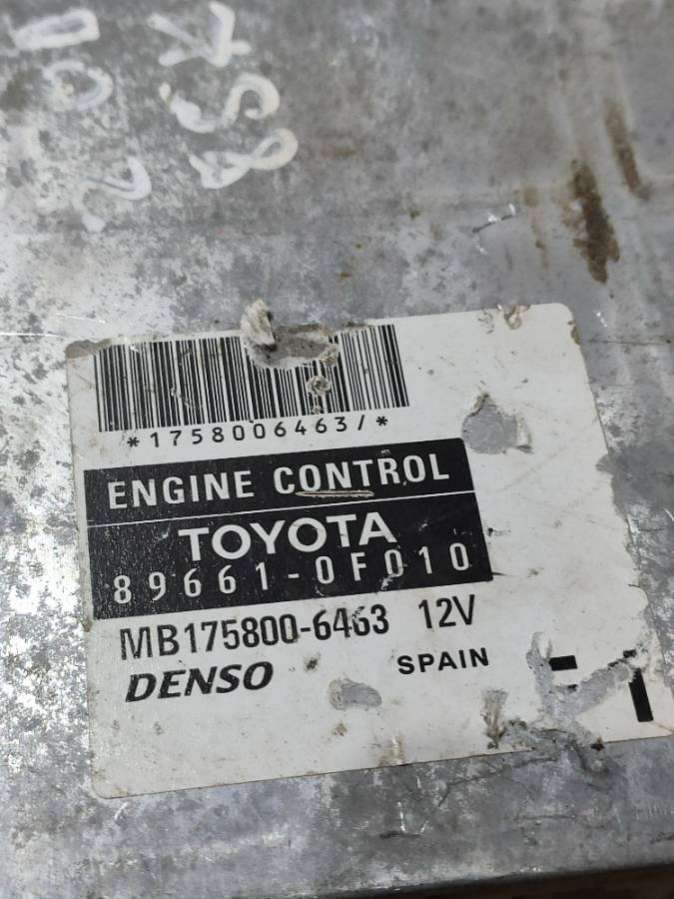 *1758006463/*
ENGINE CONTROL
TOYOTA
89661-0F010
MB175800-6463 12V
DENSO SPAIN